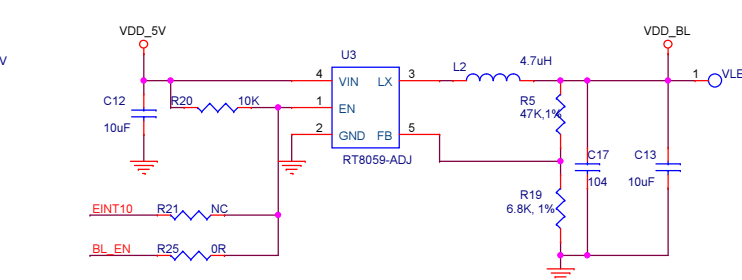 VDD_5V
VDD_BL
U3
V
4 VIN LX 3
L2 4.7uH
1 VLE
C12
R20 10K
1 EN
R5
47K,1%
10uF
2 GND FB 5
RT8059-ADJ
C17
C13
104
10uF
R19
6.8K, 1%
EINT10 R21 NC
BL_EN R25 0R